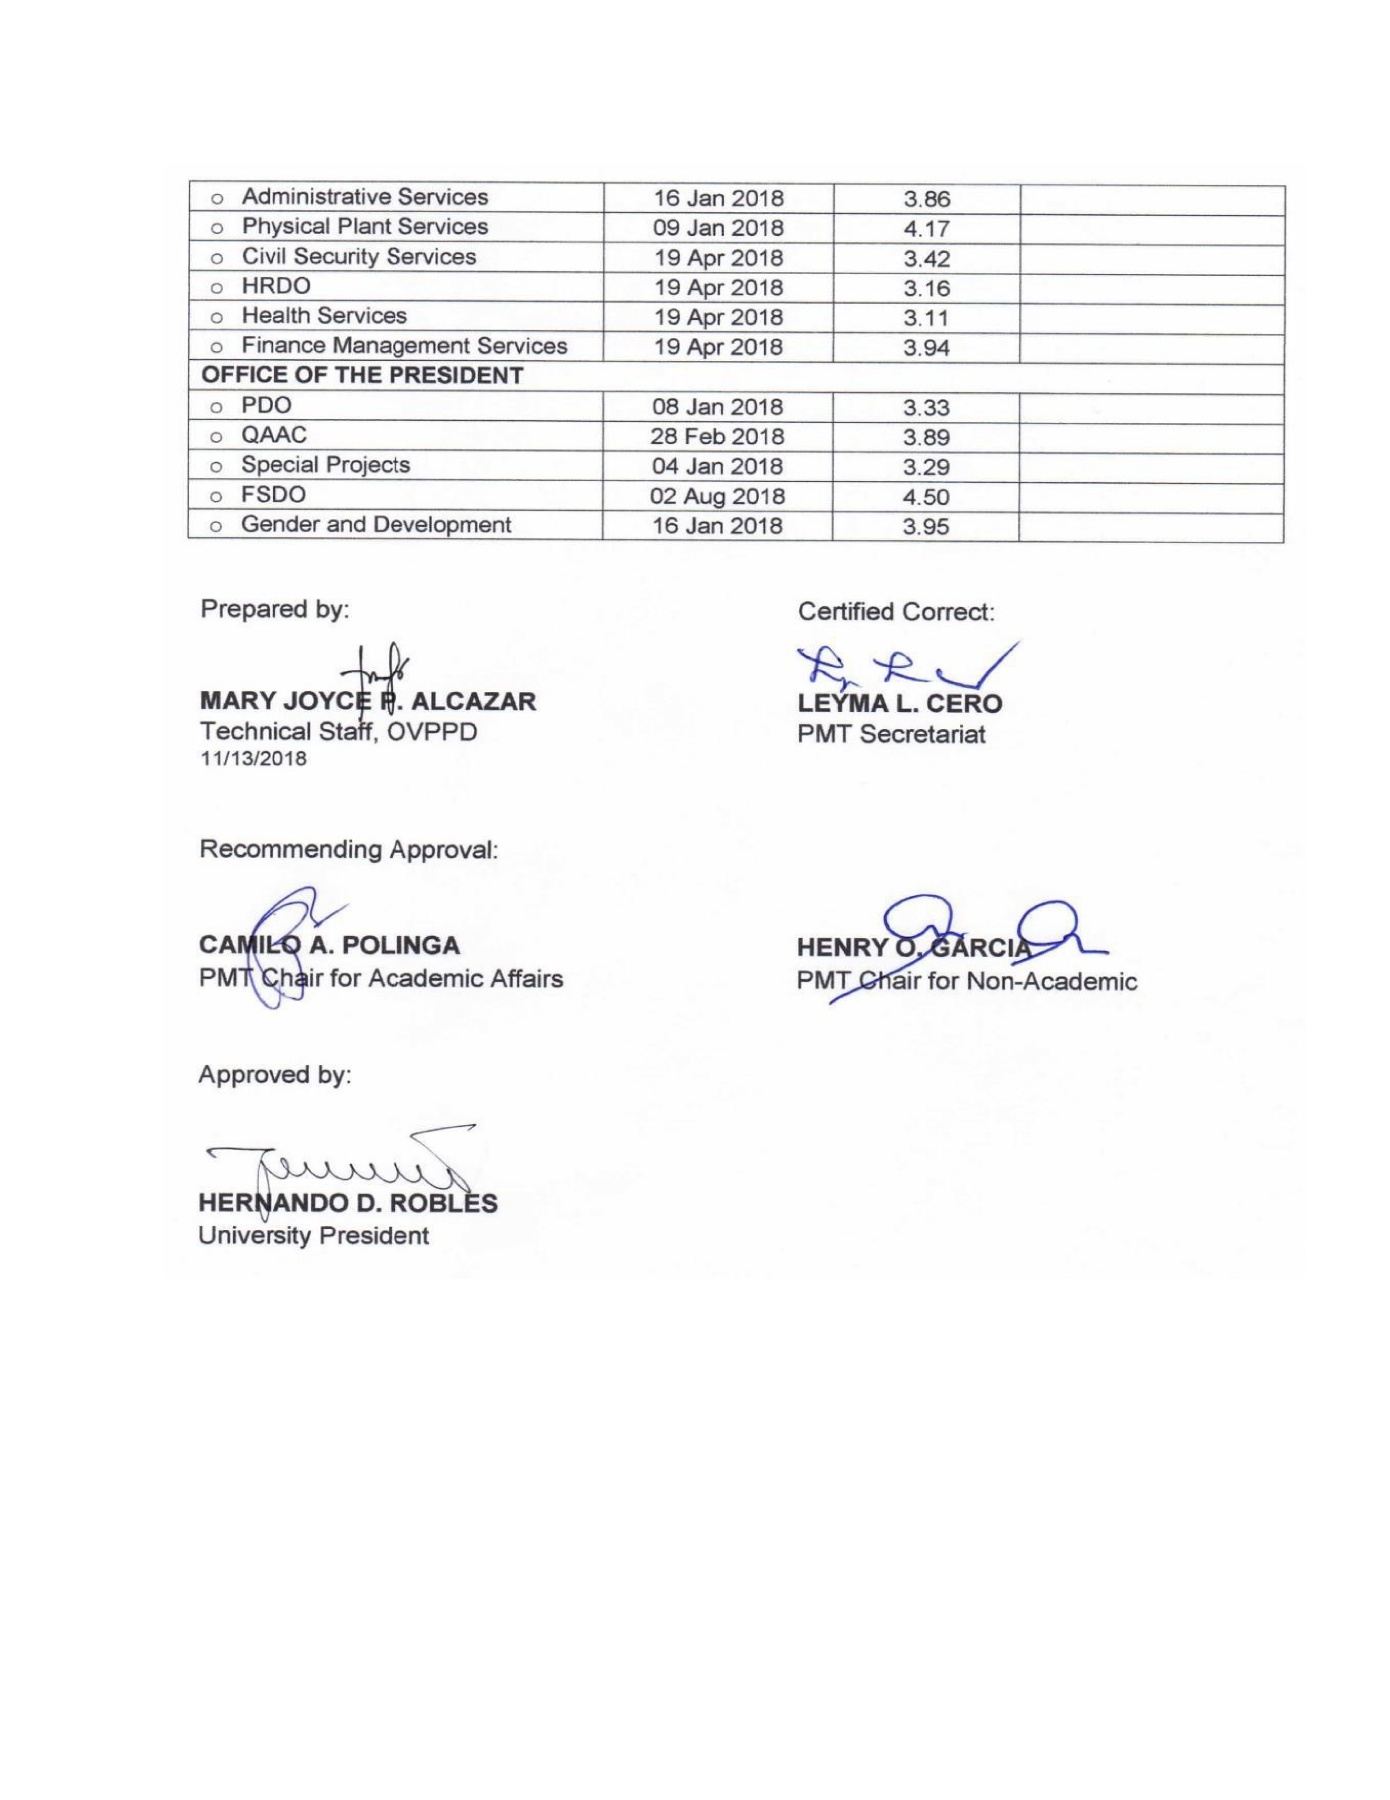 o Administrative Services 16 Jan 2018 3.86
o Physical Plant Services 09 Jan 2018 4.17
o Civil Security Services 19 Apr 2018 3.42
o HRDO 19 Apr 2018 3.16
o Health Services 19 Apr 2018 3.11
o Finance Management Services 19 Apr 2018 3.94
OFFICE OF THE PRESIDENT
o PDO 08 Jan 2018 3.33
o QAAC 28 Feb 2018 3.89
o Special Projects 04 Jan 2018 3.29
o FSDO 02 Aug 2018 4.50
o Gender and Development 16 Jan 2018 3.95
Prepared by:
MARY JOYCE P. ALCAZAR
Technical Staff, OVPPD
11/13/2018
Certified Correct:
LEYMA L. CERO
PMT Secretariat
Recommending Approval:
CAMILO A. POLINGA
PMT Chair for Academic Affairs
HENRY O. GARCIA
PMT Chair for Non-Academic
Approved by:
HERNANDO D. ROBLES
University President